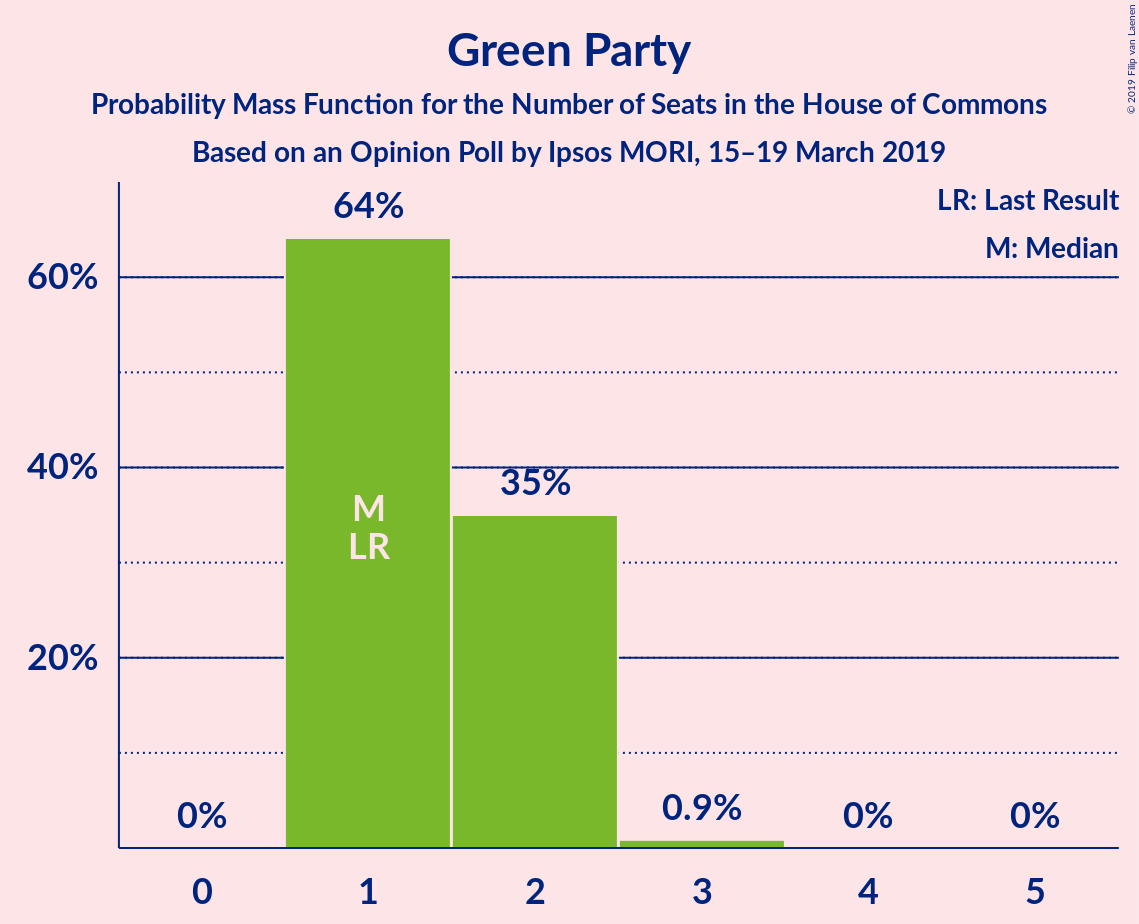 Green Party
Probability Mass Function for the Number of Seats in the House of Commons
Based on an Opinion Poll by Ipsos MORI, 15–19 March 2019
© 2019 Filip van Laenen
LR: Last Result
M: Median
64%
60%
40%
35%
M
LR
20%
0%
0.9%
0%
0%
0
1
2
3
4
5